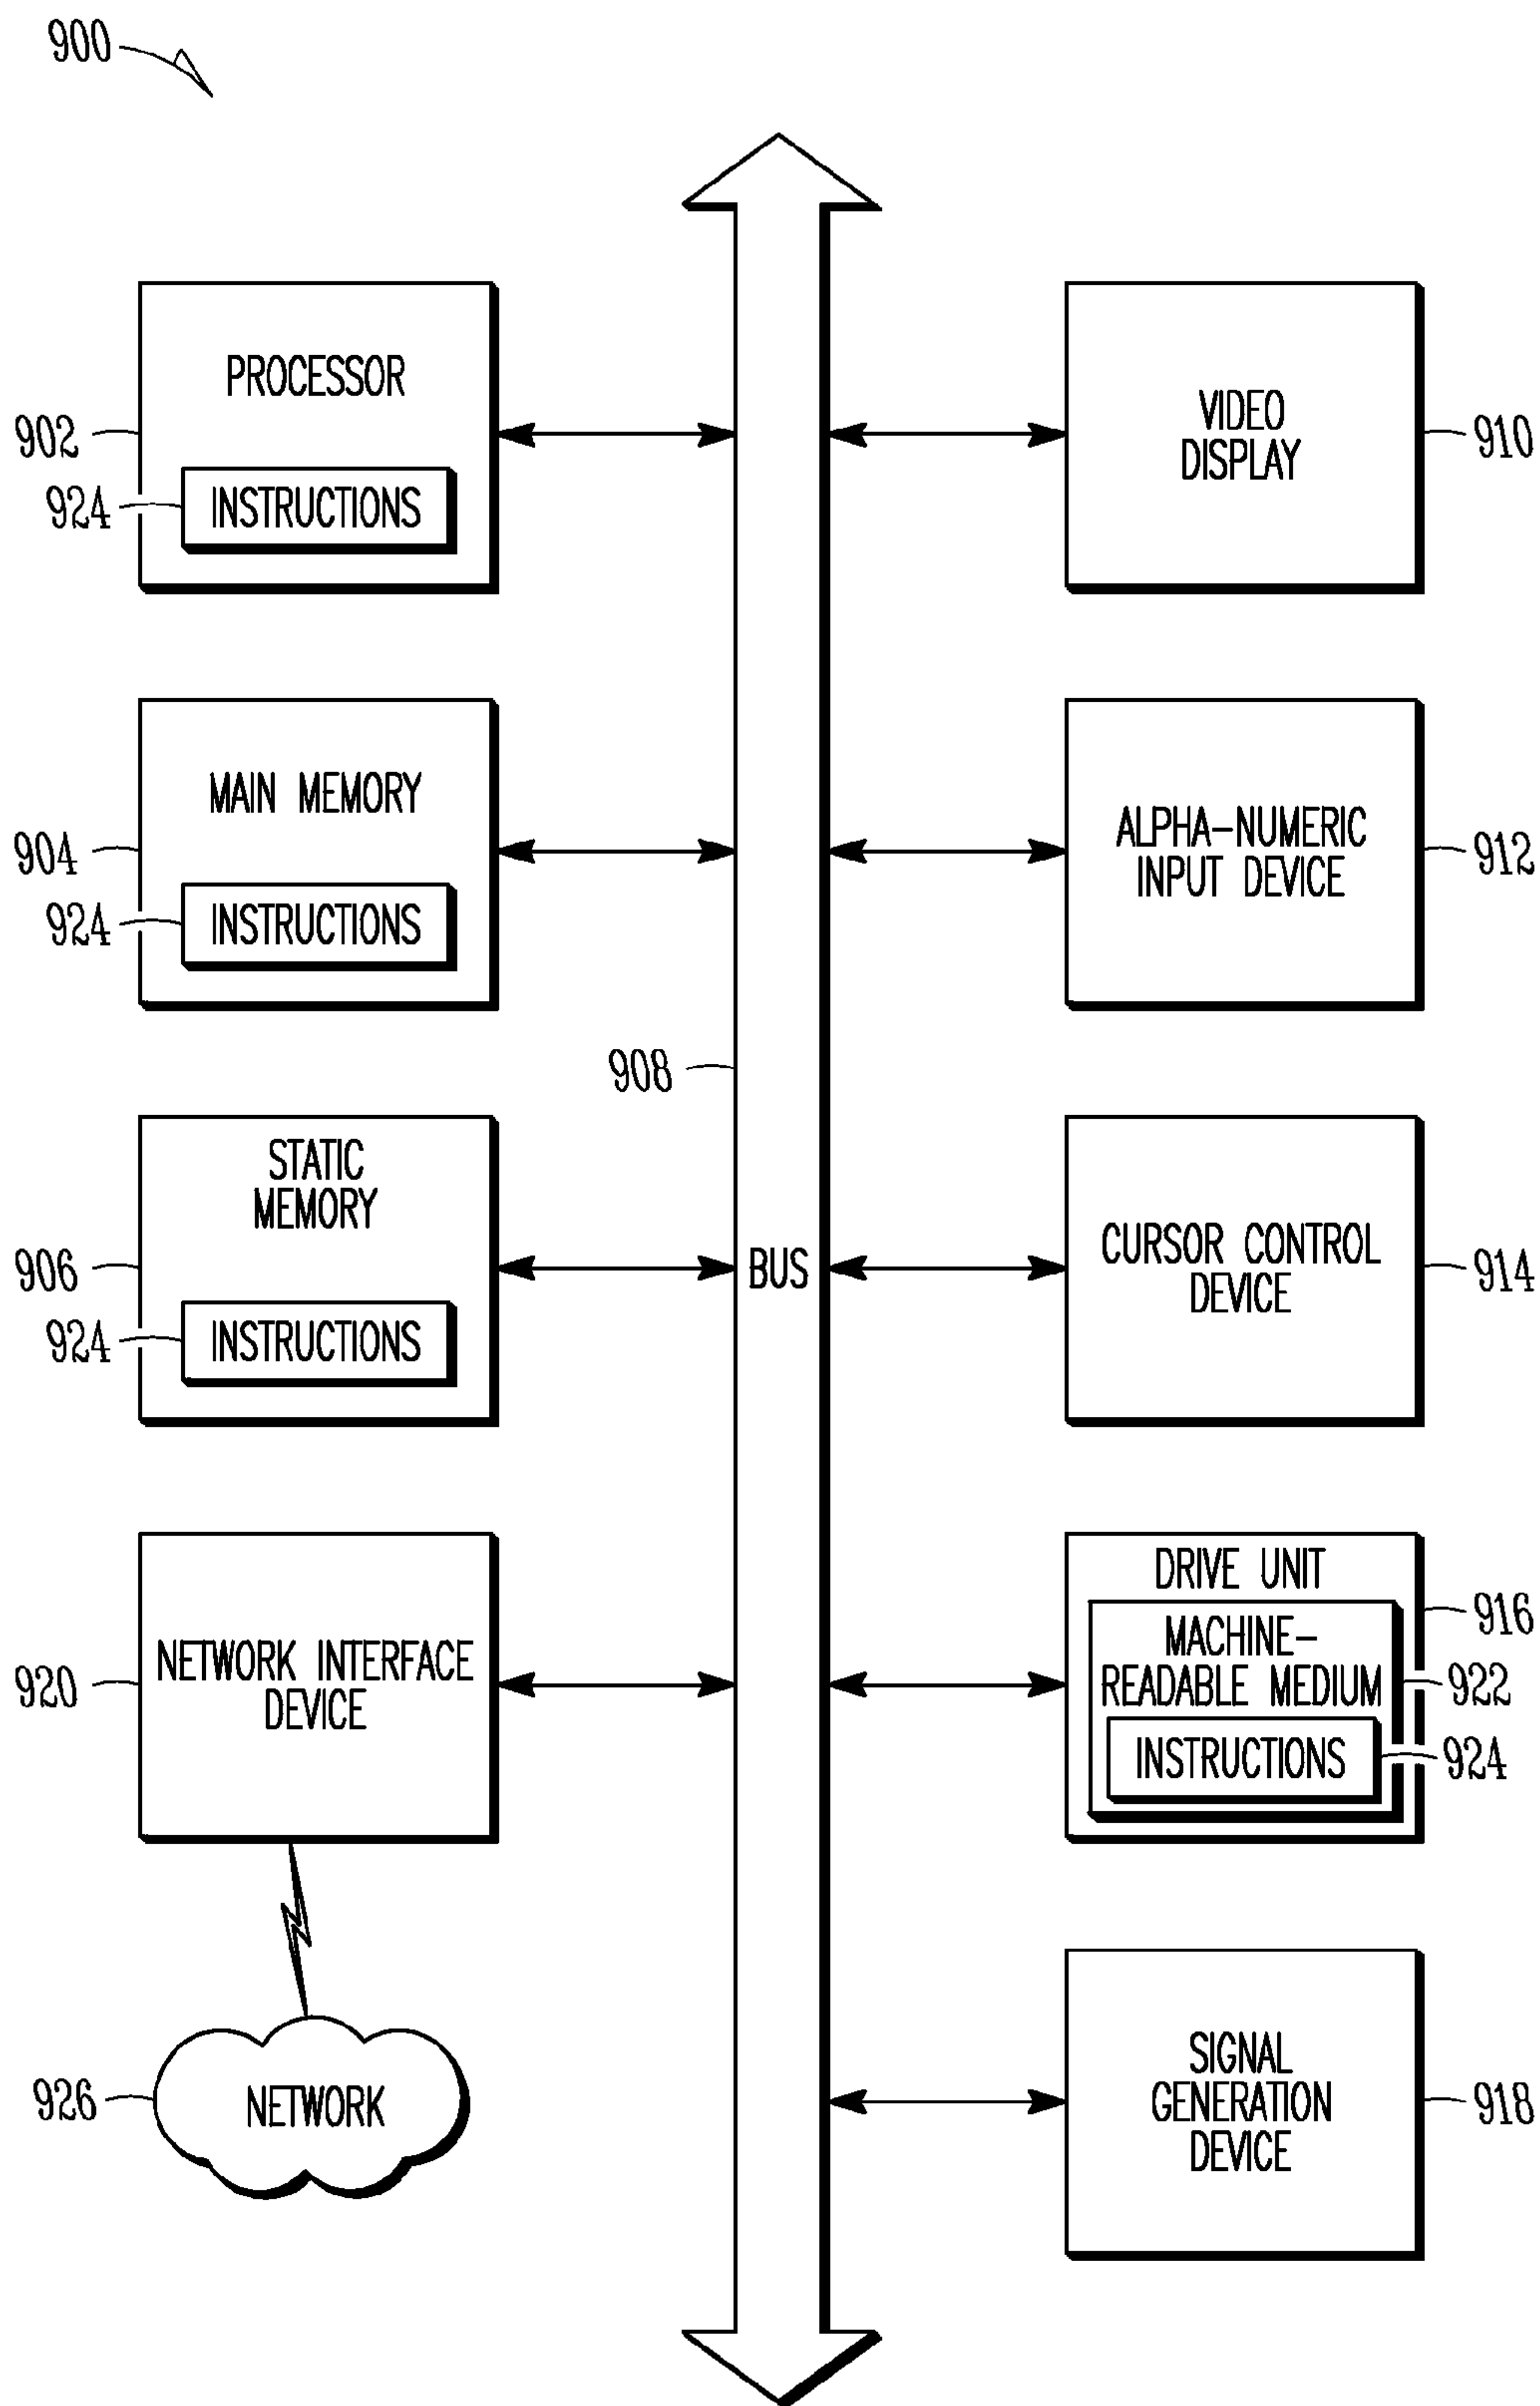 900
PROCESSOR
902
924
INSTRUCTIONS
VIDEO
DISPLAY
910
MAIN MEMORY
904
924
INSTRUCTIONS
ALPHA-NUMERIC
INPUT DEVICE
912
908
BUS
STATIC
MEMORY
906
924
INSTRUCTIONS
CURSOR CONTROL
DEVICE
914
NETWORK INTERFACE
DEVICE
920
DRIVE UNIT
916
MACHINE-
READABLE MEDIUM
922
INSTRUCTIONS
924
NETWORK
926
SIGNAL
GENERATION
DEVICE
918